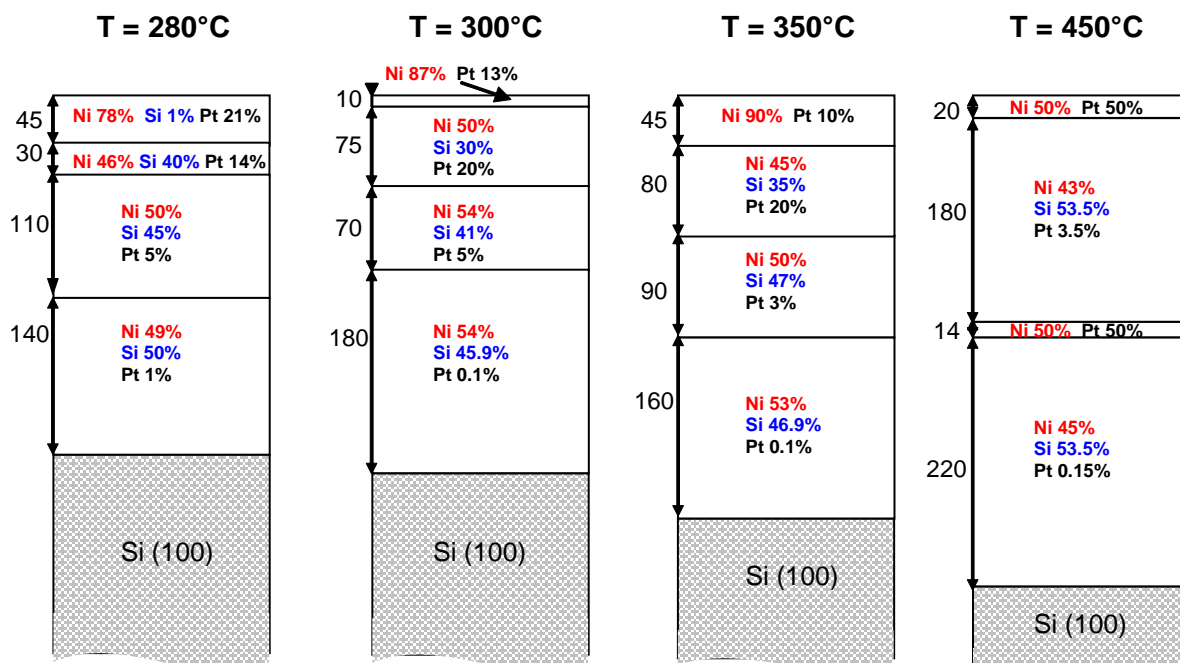 T = 280°C
T = 300°C
T = 350°C
T = 450°C
45
Ni 78% Si 1% Pt 21%
30
Ni 46% Si 40% Pt 14%
110
Ni 50%
Si 45%
Pt 5%
140
Ni 49%
Si 50%
Pt 1%
Si (100)
Ni 87% Pt 13%
10
75
Ni 50%
Si 30%
Pt 20%
70
Ni 54%
Si 41%
Pt 5%
180
Ni 54%
Si 45.9%
Pt 0.1%
Si (100)
45
Ni 90% Pt 10%
80
Ni 45%
Si 35%
Pt 20%
90
Ni 50%
Si 47%
Pt 3%
160
Ni 53%
Si 46.9%
Pt 0.1%
Si (100)
20
Ni 50% Pt 50%
180
Ni 43%
Si 53.5%
Pt 3.5%
14
Ni 50% Pt 50%
220
Ni 45%
Si 53.5%
Pt 0.15%
Si (100)